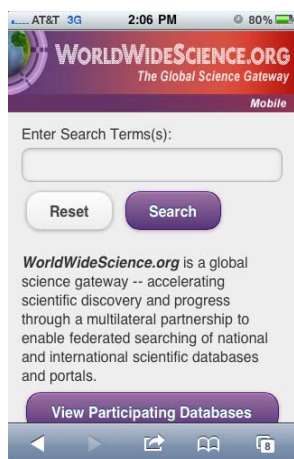 AT&T 3G 2:06 PM 80%
WORLDWIDESCIENCE.ORG
The Global Science Gateway
Mobile
Enter Search Terms(s):
Reset Search
WorldWideScience.org is a global
science gateway -- accelerating
scientific discovery and progress
through a multilateral partnership to
enable federated searching of national
and international scientific databases
and portals.
View Participating Databases
8